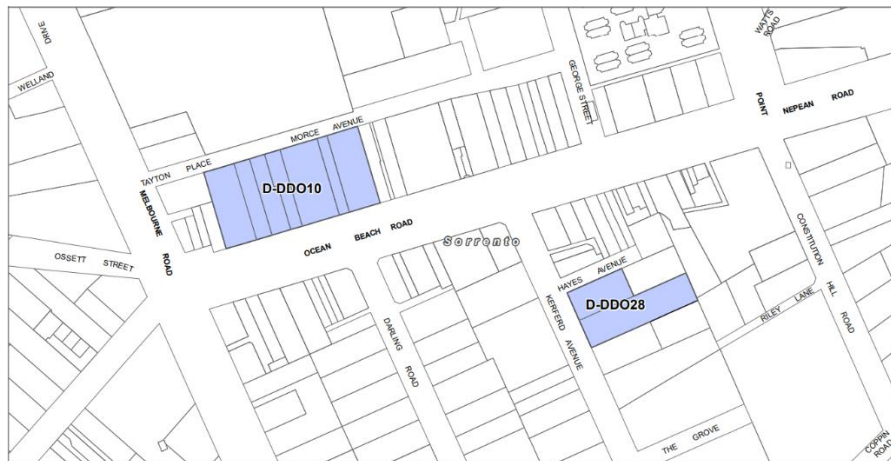 DRIVE
WELLAND
WATTS
ROAD
GEORGE STREET
POINT NEPEAN ROAD
TAYTON PLACE
MORCE AVENUE
D-DDO10
MELBOURNE
ROAD
OSSETT STREET
OCEAN BEACH ROAD
Sorrento
HAYES AVENUE
D-DDO28
CONSTITUTION
HILL
ROAD
RILEY LANE
KERFERD
AVENUE
DARLING
ROAD
THE GROVE
COPPIN
ROAD